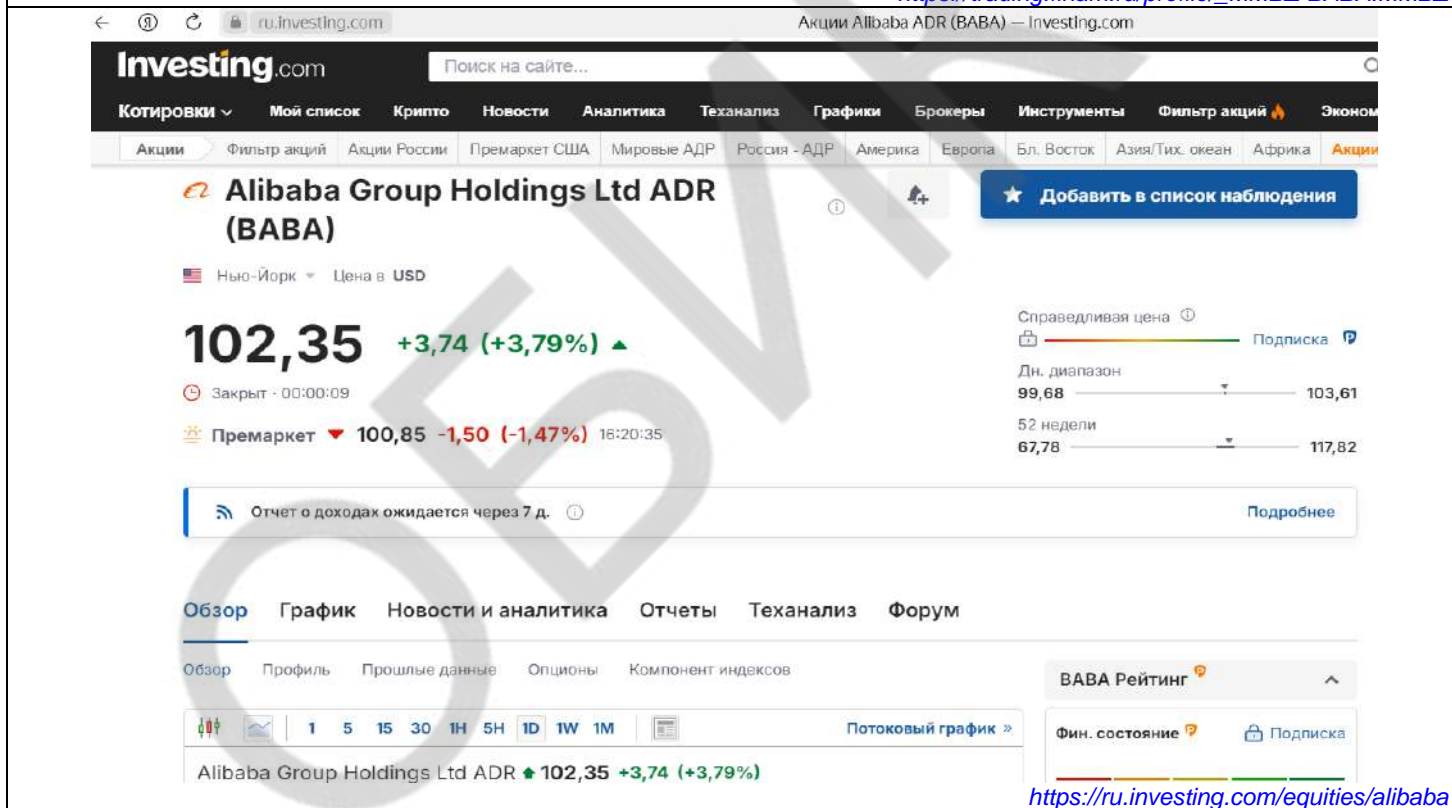 ru.investing.com Акции Alibaba ADR (BABA) — Investing.com
Investing.com Поиск на сайте...
Котировки Мой список Крипто Новости Аналитика Теханализ Графики Брокеры Инструменты Фильтр акций Эконом
Акции Фильтр акций Акции России Премаркет США Мировые АДР Россия - АДР Америка Европа Бл. Восток Азия/Тих. океан Африка Акции
Alibaba Group Holdings Ltd ADR
(BABA)
★ Добавить в список наблюдения
Нью-Йорк Цена в USD
102,35 +3,74 (+3,79%)
Справедливая цена
Подписка
Закрыт · 00:00:09
Дн. диапазон
99,68 103,61
Премаркет 100,85 -1,50 (-1,47%) 16:20:35
52 недели
67,78 117,82
Отчет о доходах ожидается через 7 д. Подробнее
Обзор График Новости и аналитика Отчеты Теханализ Форум
Обзор Профиль Прошлые данные Опционы Компонент индексов
BABA Рейтинг
1 5 15 30 1H 5H 1D 1W 1M Потоковый график »
Фин. состояние Подписка
Alibaba Group Holdings Ltd ADR 102,35 +3,74 (+3,79%)
https://ru.investing.com/equities/alibaba